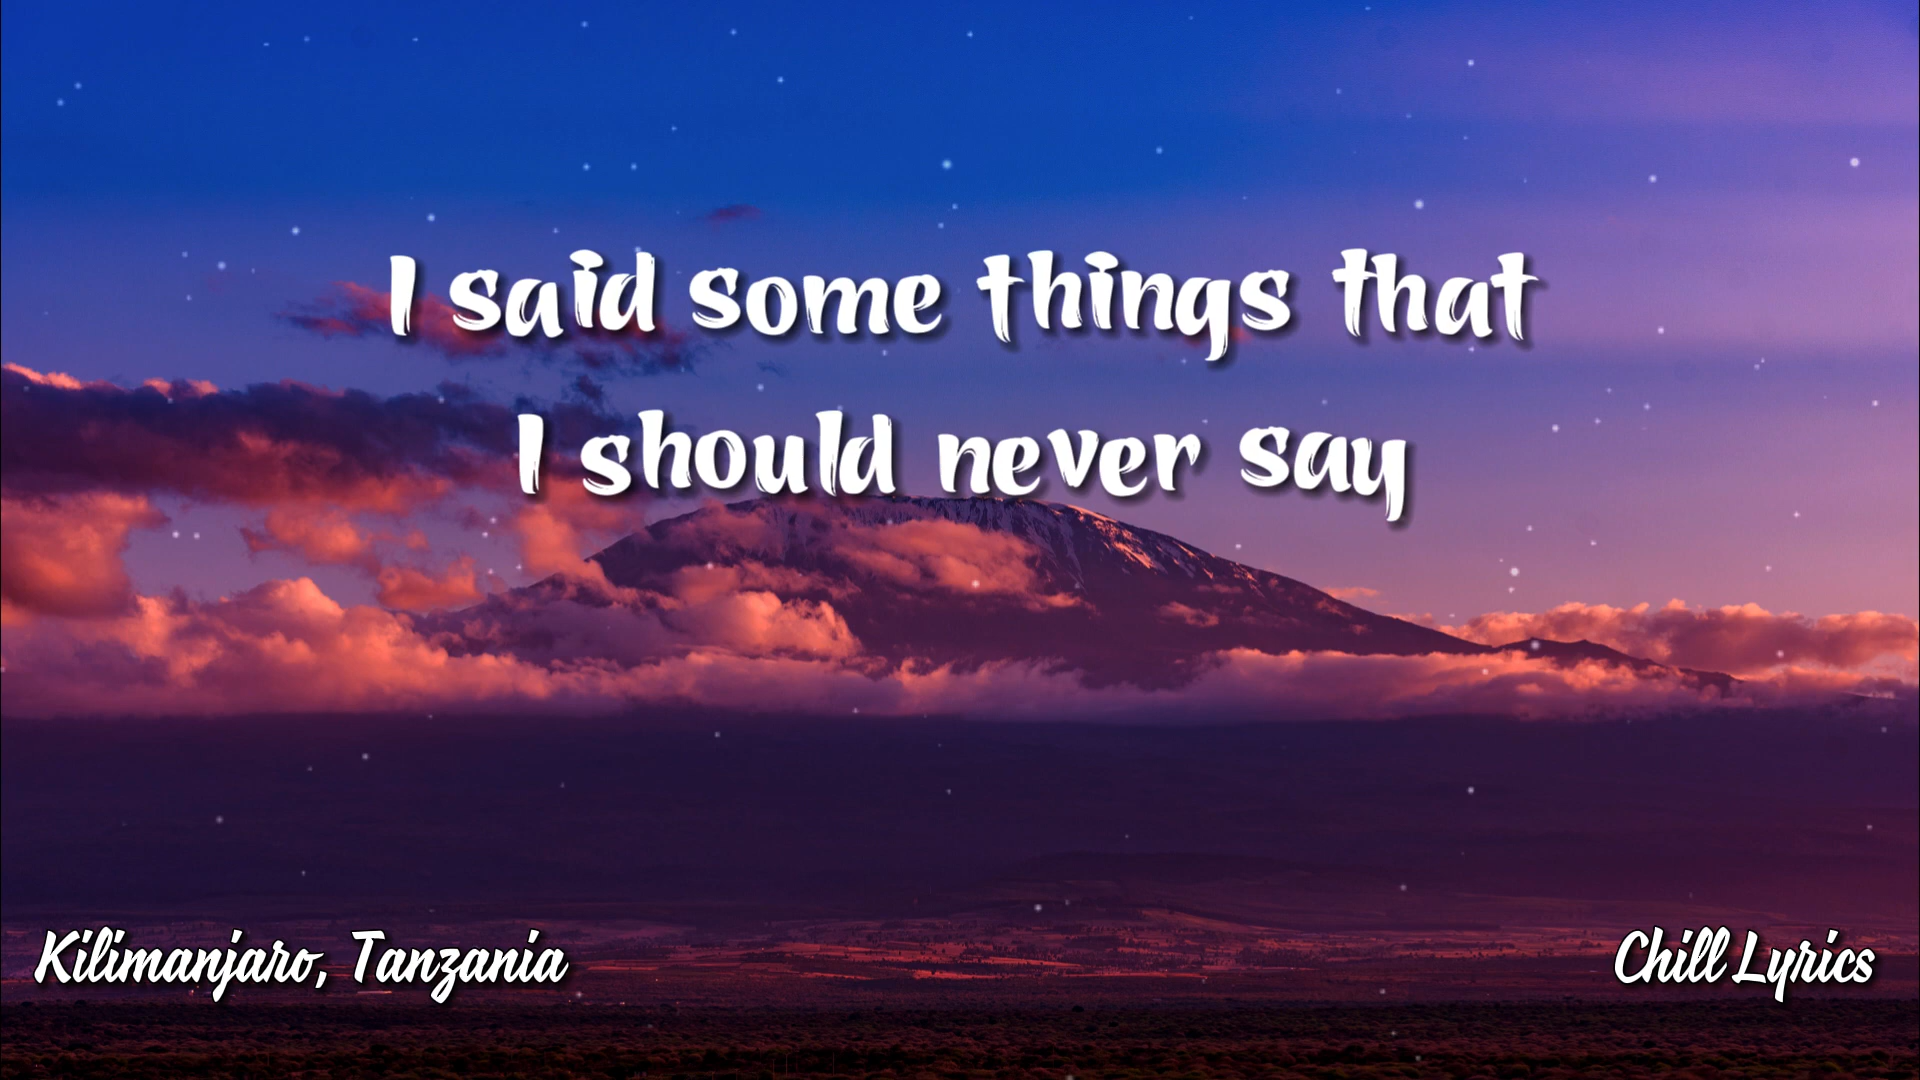 I said some things that
I should never say
Kilimanjaro, Tanzania
Chill Lyrics